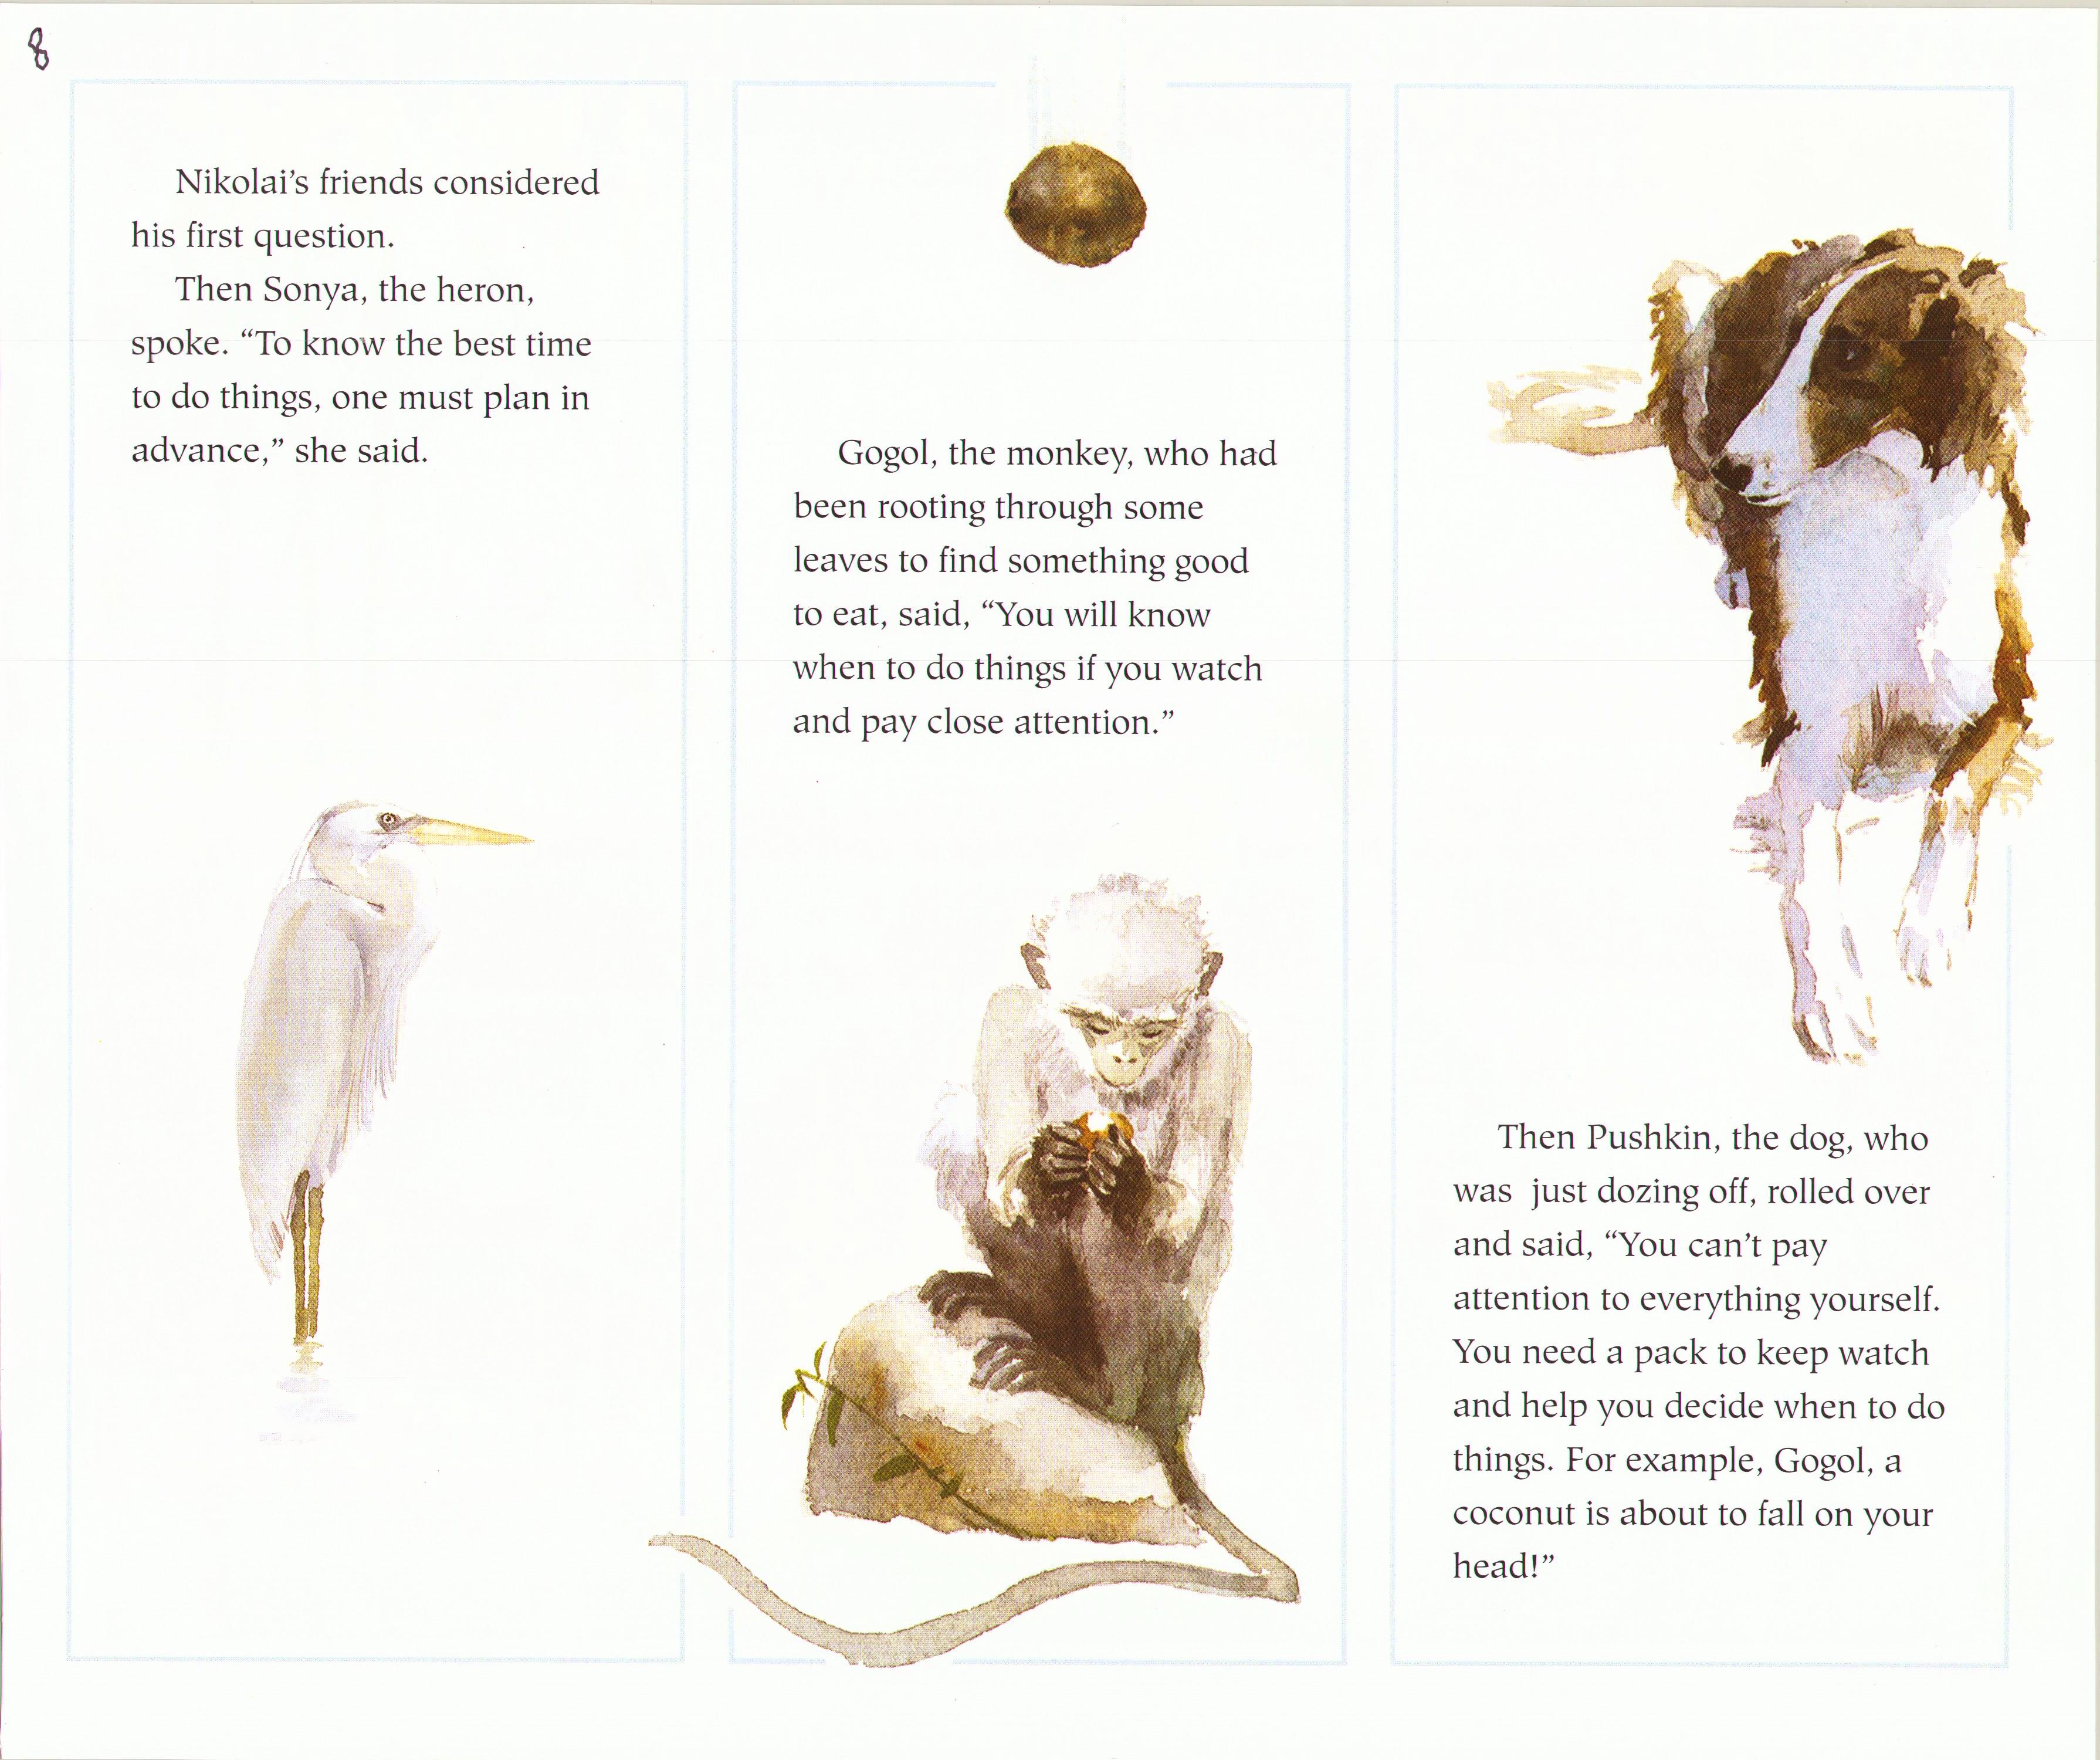 8
Nikolai’s friends considered
his first question.
Then Sonya, the heron,
spoke. “To know the best time
to do things, one must plan in
advance,” she said.
Gogol, the monkey, who had
been rooting through some
leaves to find something good
to eat, said, “You will know
when to do things if you watch
and pay close attention.”
Then Pushkin, the dog, who
was just dozing off, rolled over
and said, “You can’t pay
attention to everything yourself.
You need a pack to keep watch
and help you decide when to do
things. For example, Gogol, a
coconut is about to fall on your
head!”